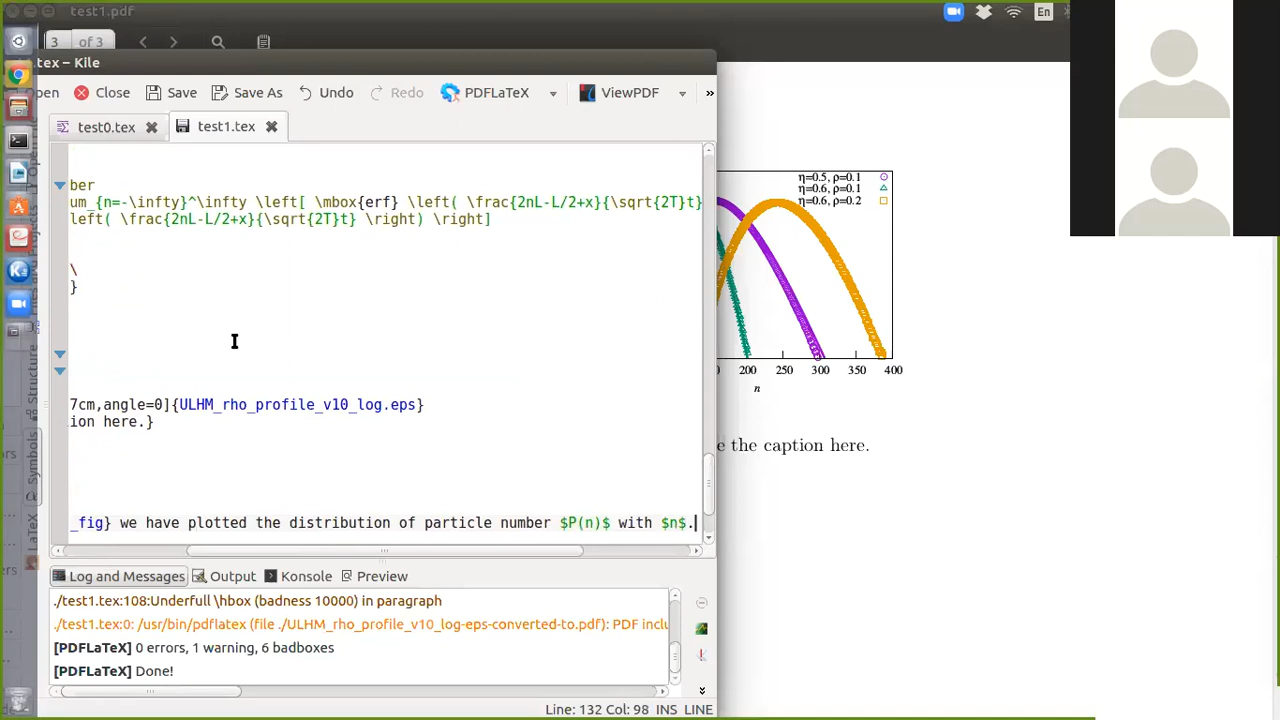 test1.pdf
En
3 of 3
.tex – Kile
pen Close Save Save As Undo Redo PDFLaTeX ViewPDF »
test0.tex test1.tex
ber
um_{n=-\infty}^\infty \left[ \mbox{erf} \left( \frac{2nL-L/2+x}{\sqrt{2T}t}
left( \frac{2nL-L/2+x}{\sqrt{2T}t} \right) \right]
\
}
7cm,angle=0]{ULHM_rho_profile_v10_log.eps}
ion here.}
_fig} we have plotted the distribution of particle number $P(n)$ with $n$.
Structure
Symbols
LaTeX
Log and Messages Output Konsole Preview
./test1.tex:108:Underfull \hbox (badness 10000) in paragraph
./test1.tex:0: /usr/bin/pdflatex (file ./ULHM_rho_profile_v10_log-eps-converted-to.pdf): PDF inclu
[PDFLaTeX] 0 errors, 1 warning, 6 badboxes
[PDFLaTeX] Done!
Line: 132 Col: 98 INS LINE
η=0.5, ρ=0.1
η=0.6, ρ=0.1
η=0.6, ρ=0.2
200 250 300 350 400
n
e the caption here.